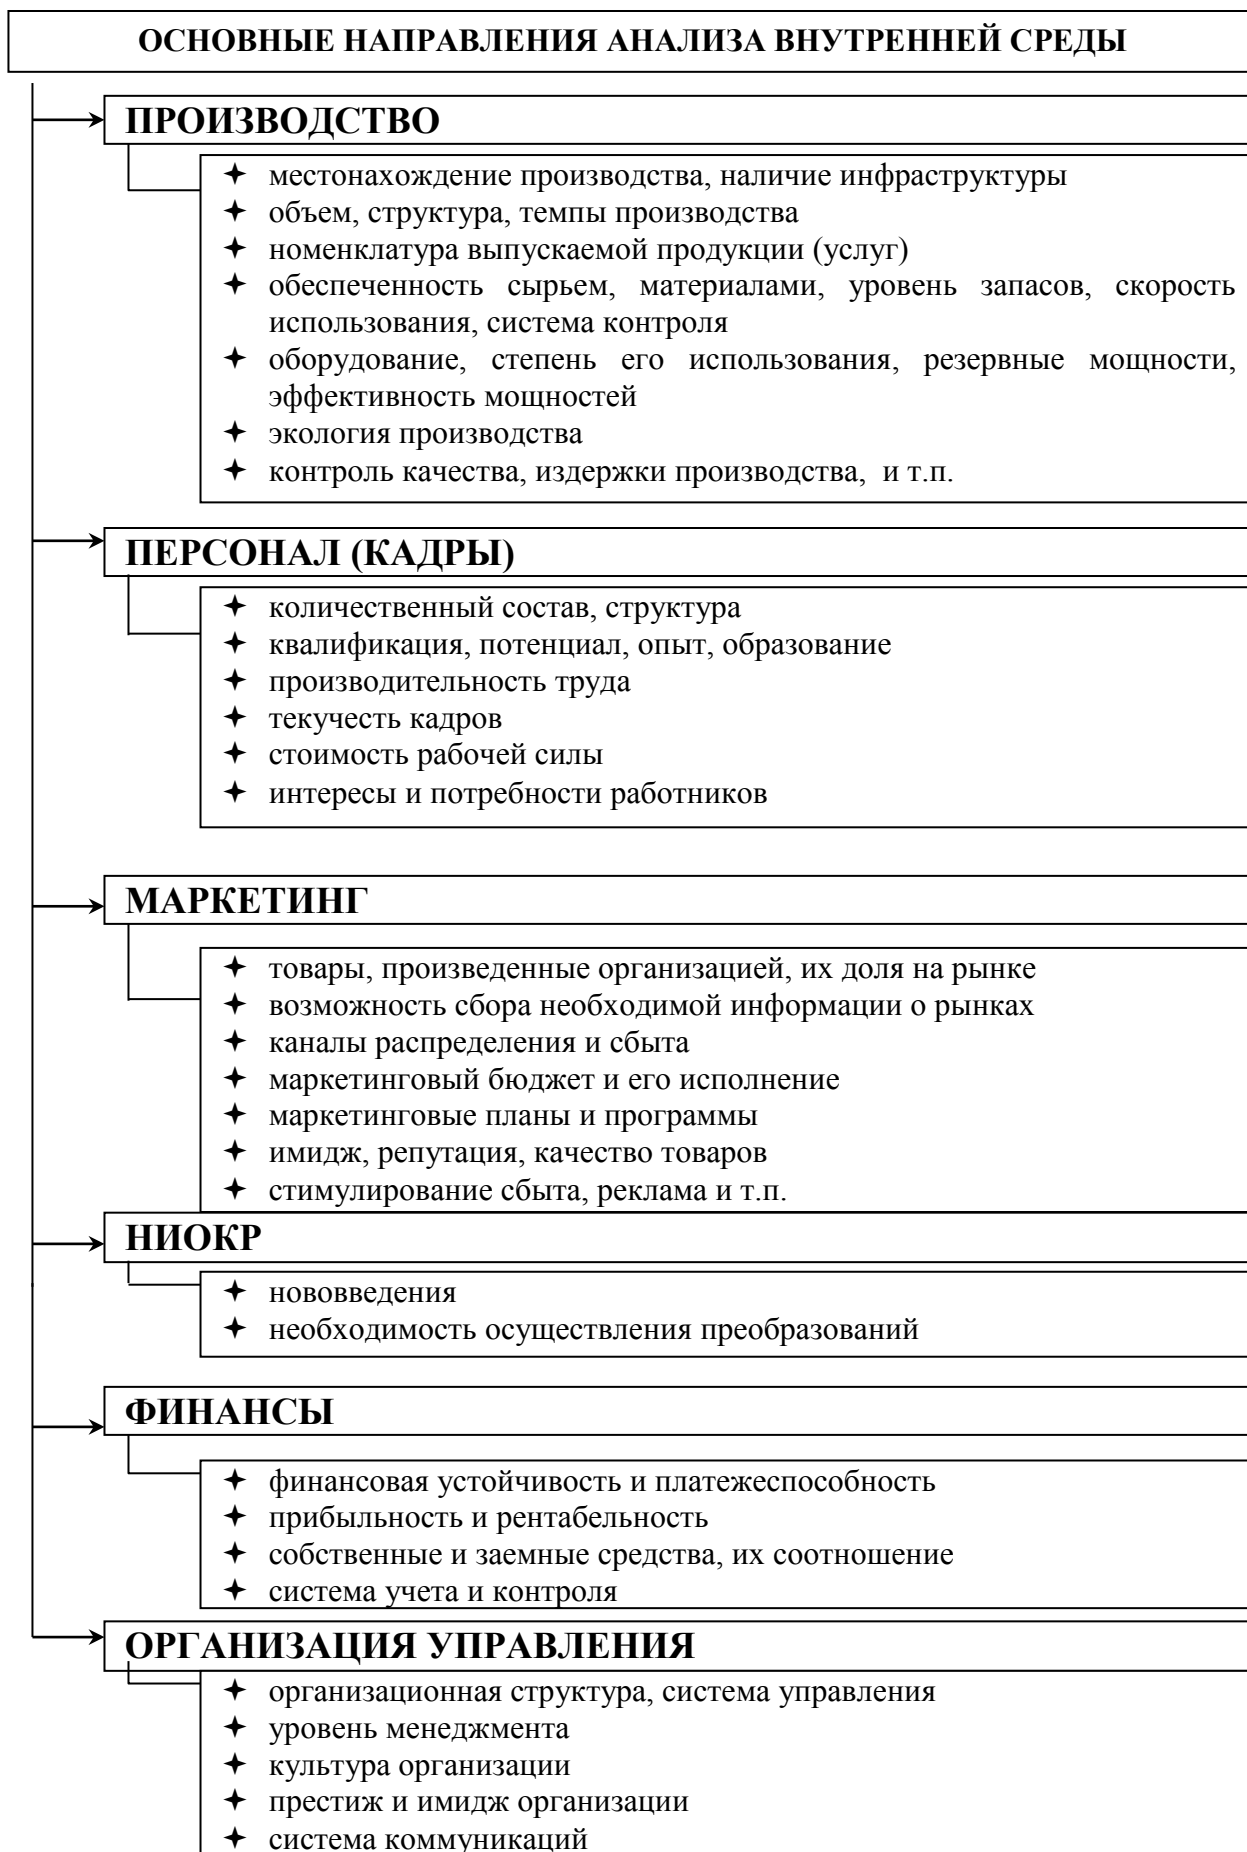 ОСНОВНЫЕ НАПРАВЛЕНИЯ АНАЛИЗА ВНУТРЕННЕЙ СРЕДЫ
ПРОИЗВОДСТВО
местонахождение производства, наличие инфраструктуры
объем, структура, темпы производства
номенклатура выпускаемой продукции (услуг)
обеспеченность сырьем, материалами, уровень запасов, скорость
использования, система контроля
оборудование, степень его использования, резервные мощности,
эффективность мощностей
экология производства
контроль качества, издержки производства, и т.п.
ПЕРСОНАЛ (КАДРЫ)
количественный состав, структура
квалификация, потенциал, опыт, образование
производительность труда
текучесть кадров
стоимость рабочей силы
интересы и потребности работников
МАРКЕТИНГ
товары, произведенные организацией, их доля на рынке
возможность сбора необходимой информации о рынках
каналы распределения и сбыта
маркетинговый бюджет и его исполнение
маркетинговые планы и программы
имидж, репутация, качество товаров
стимулирование сбыта, реклама и т.п.
НИОКР
нововведения
необходимость осуществления преобразований
ФИНАНСЫ
финансовая устойчивость и платежеспособность
прибыльность и рентабельность
собственные и заемные средства, их соотношение
система учета и контроля
ОРГАНИЗАЦИЯ УПРАВЛЕНИЯ
организационная структура, система управления
уровень менеджмента
культура организации
престиж и имидж организации
система коммуникаций